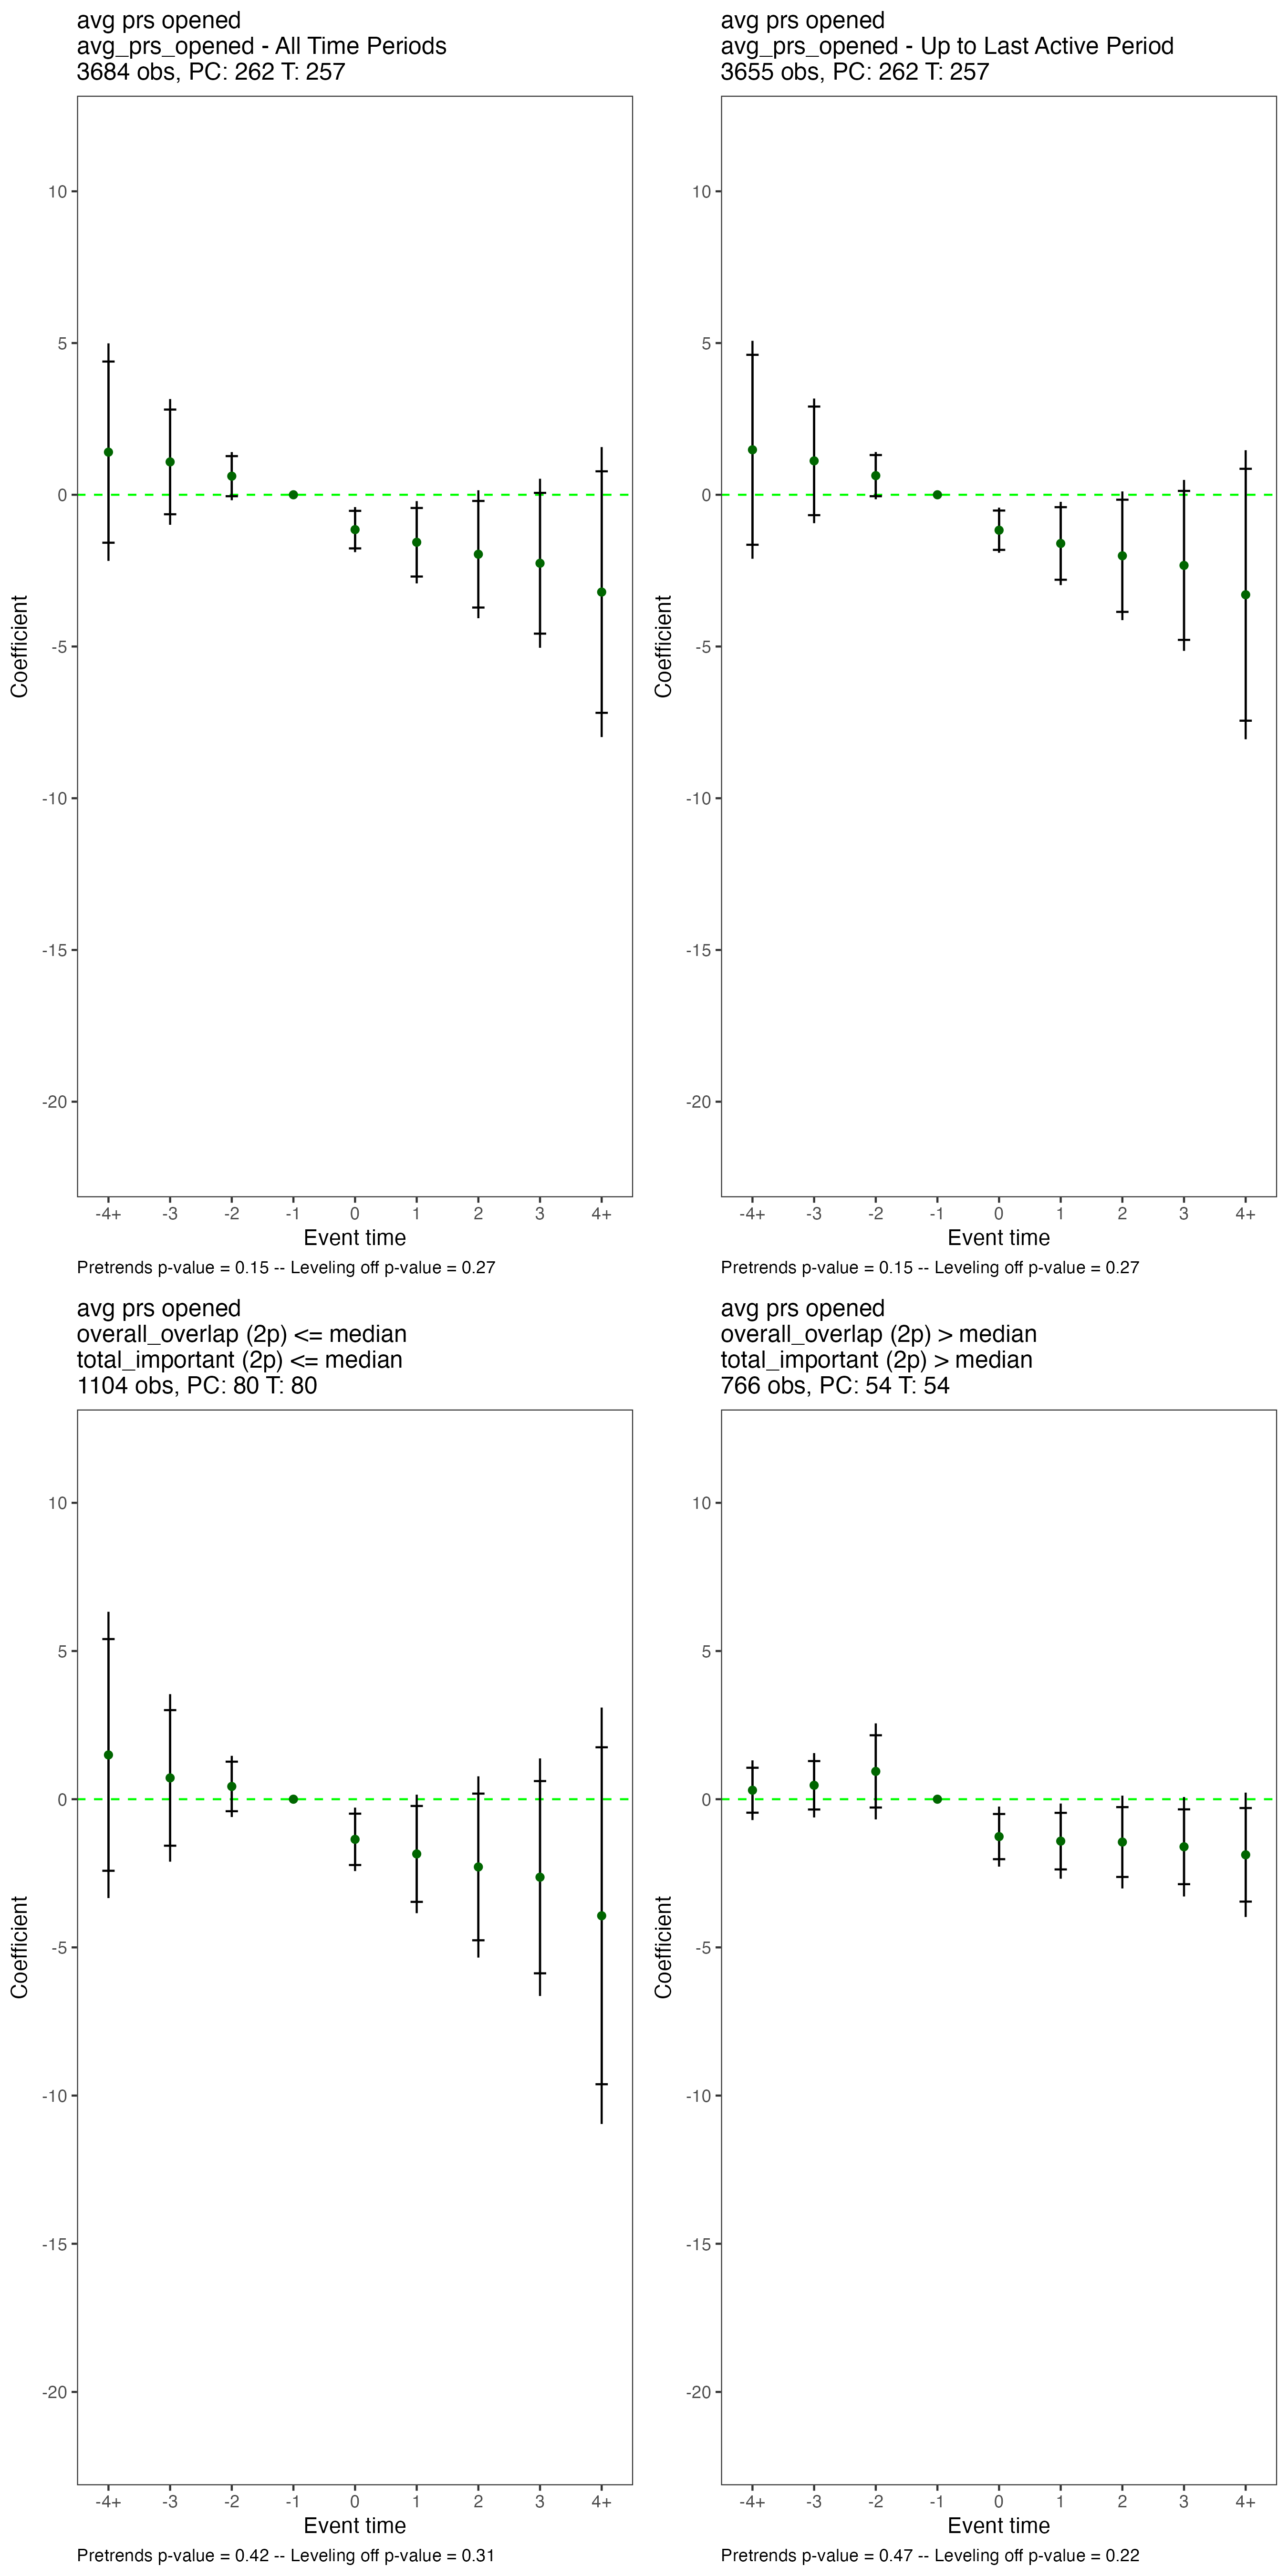 avg prs opened
avg_prs_opened - All Time Periods
3684 obs, PC: 262 T: 257
10
5
0
-5
-10
-15
-20
Coefficient
-4+ -3 -2 -1 0 1 2 3 4+
Event time
Pretrends p-value = 0.15 -- Leveling off p-value = 0.27
avg prs opened
avg_prs_opened - Up to Last Active Period
3655 obs, PC: 262 T: 257
10
5
0
-5
-10
-15
-20
Coefficient
-4+ -3 -2 -1 0 1 2 3 4+
Event time
Pretrends p-value = 0.15 -- Leveling off p-value = 0.27
avg prs opened
overall_overlap (2p) <= median
total_important (2p) <= median
1104 obs, PC: 80 T: 80
10
5
0
-5
-10
-15
-20
Coefficient
-4+ -3 -2 -1 0 1 2 3 4+
Event time
Pretrends p-value = 0.42 -- Leveling off p-value = 0.31
avg prs opened
overall_overlap (2p) > median
total_important (2p) > median
766 obs, PC: 54 T: 54
10
5
0
-5
-10
-15
-20
Coefficient
-4+ -3 -2 -1 0 1 2 3 4+
Event time
Pretrends p-value = 0.47 -- Leveling off p-value = 0.22